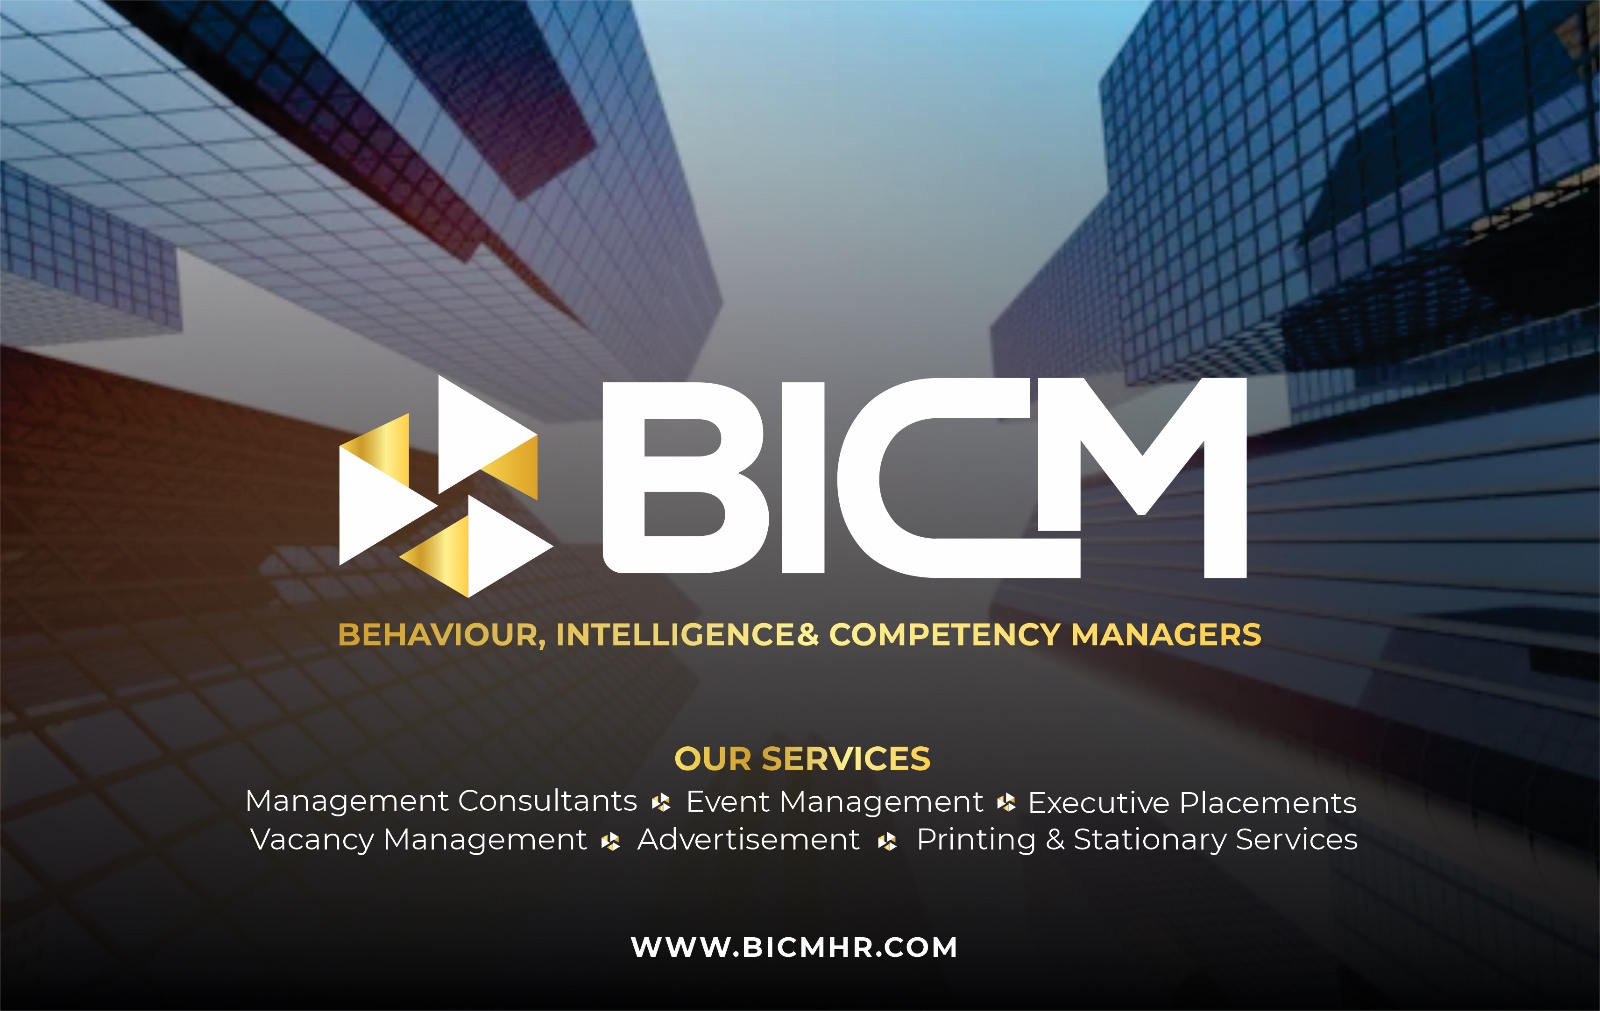 BICM
BEHAVIOUR, INTELLIGENCE& COMPETENCY MANAGERS
OUR SERVICES
Management Consultants Event Management Executive Placements
Vacancy Management Advertisement Printing & Stationary Services
WWW.BICMHR.COM